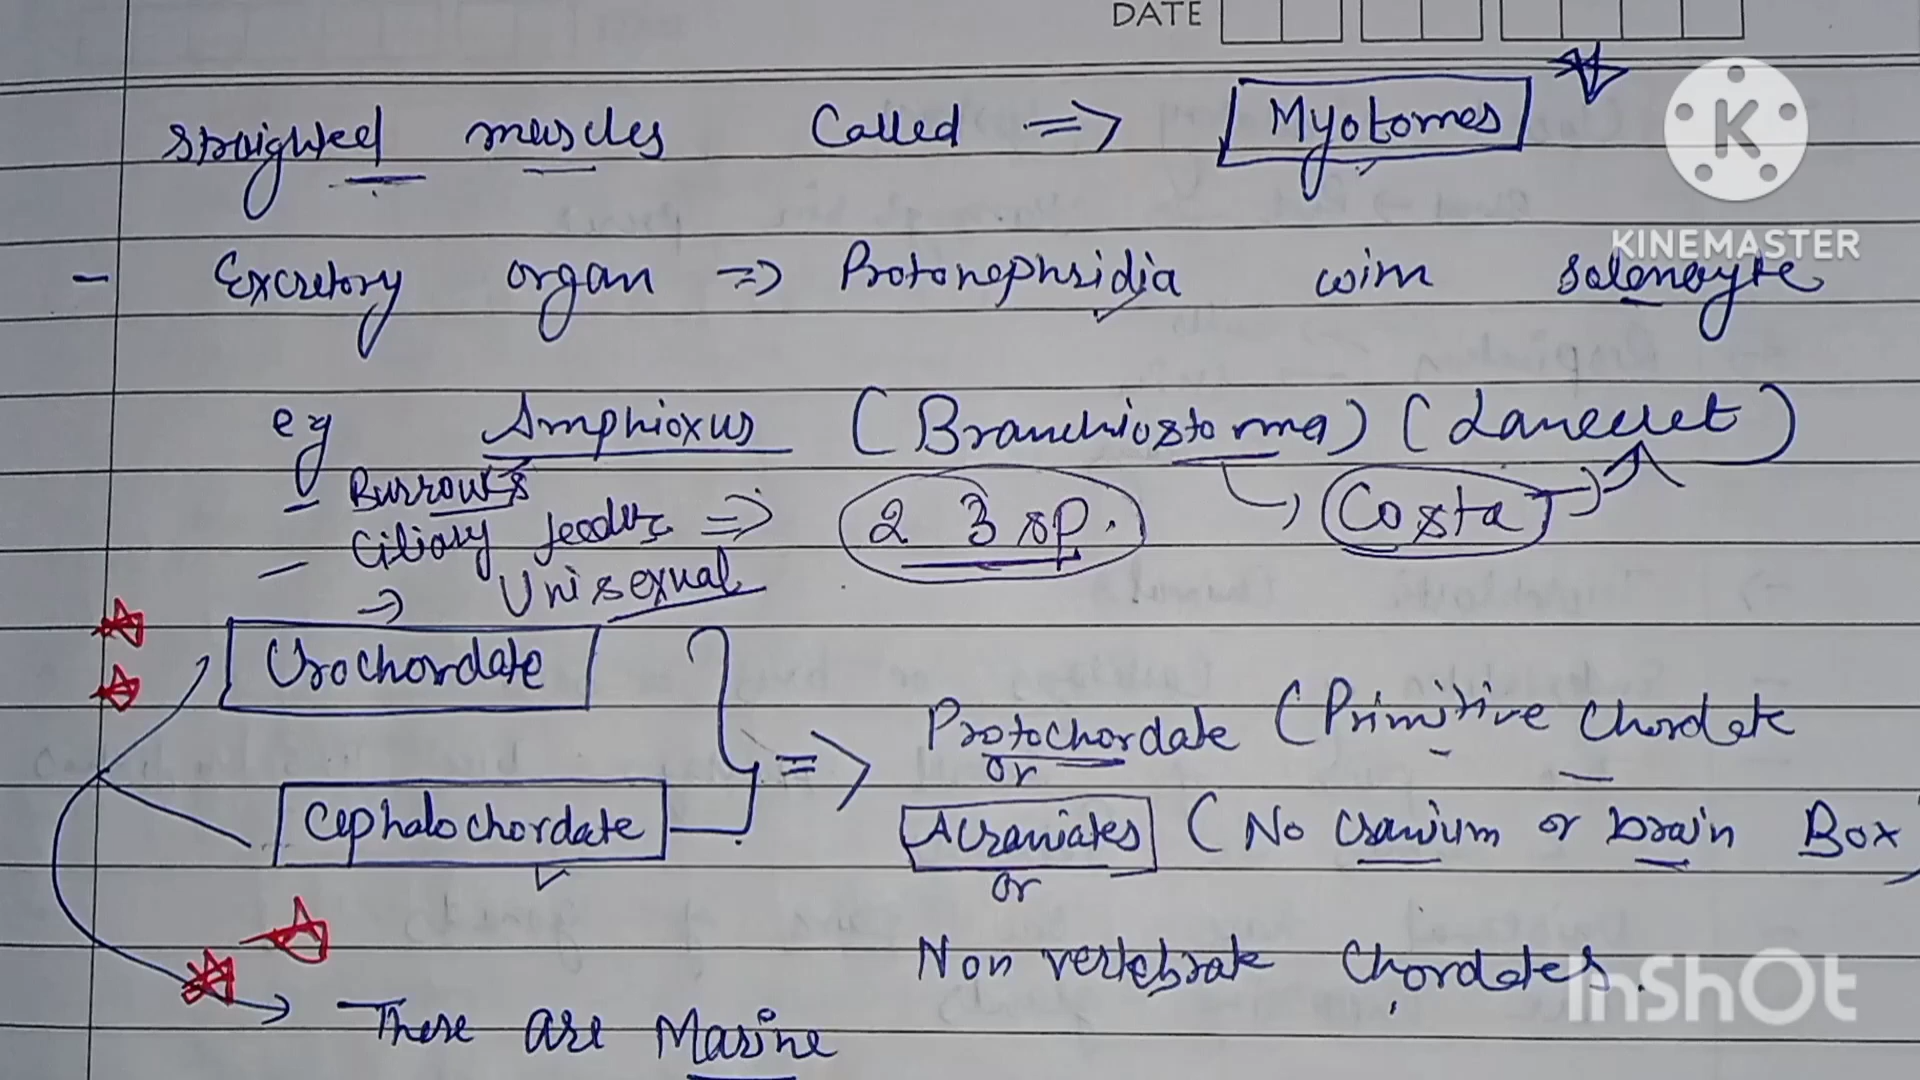 DATE
straighted muscles Called => Myotomes
K
KINEMASTER
- Excretory organ => Protonephridia with solenocyte
eg Amphioxus (Branchiostoma) (Lancelet)
- Burrows
- Ciliary feeders => 2 3 sp. → Costa →
→ Unisexual
Urochordate
Protochordate (Primitive Chordate
or
Cephalochordate => Acraniates (No cranium or brain Box)
or
Non vertebrate Chordates.
InShOt
→ There are Marine